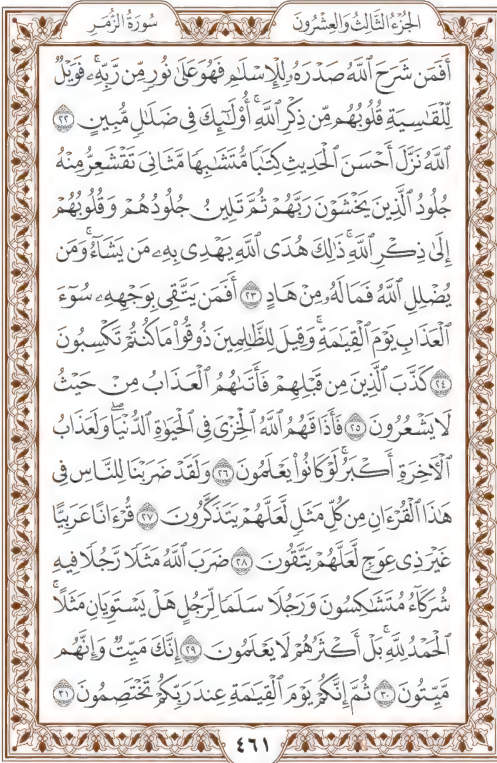 الجُزْءُ الثَّالِثُ وَالعِشْرُونَ سُورَةُ الزُّمَرِ
أَفَمَن شَرَحَ ٱللَّهُ صَدْرَهُۥ لِلْإِسْلَٰمِ فَهُوَ عَلَىٰ نُورٍ مِّن رَّبِّهِۦۚ فَوَيْلٌ
لِّلْقَٰسِيَةِ قُلُوبُهُم مِّن ذِكْرِ ٱللَّهِۚ أُو۟لَٰٓئِكَ فِى ضَلَٰلٍ مُّبِينٍ ٢٢
ٱللَّهُ نَزَّلَ أَحْسَنَ ٱلْحَدِيثِ كِتَٰبًا مُّتَشَٰبِهًا مَّثَانِىَ تَقْشَعِرُّ مِنْهُ
جُلُودُ ٱلَّذِينَ يَخْشَوْنَ رَبَّهُمْ ثُمَّ تَلِينُ جُلُودُهُمْ وَقُلُوبُهُمْ
إِلَىٰ ذِكْرِ ٱللَّهِۚ ذَٰلِكَ هُدَى ٱللَّهِ يَهْدِى بِهِۦ مَن يَشَآءُۚ وَمَن
يُضْلِلِ ٱللَّهُ فَمَا لَهُۥ مِنْ هَادٍ ٢٣ أَفَمَن يَتَّقِى بِوَجْهِهِۦ سُوٓءَ
ٱلْعَذَابِ يَوْمَ ٱلْقِيَٰمَةِۚ وَقِيلَ لِلظَّٰلِمِينَ ذُوقُوا۟ مَا كُنتُمْ تَكْسِبُونَ
٢٤ كَذَّبَ ٱلَّذِينَ مِن قَبْلِهِمْ فَأَتَىٰهُمُ ٱلْعَذَابُ مِنْ حَيْثُ
لَا يَشْعُرُونَ ٢٥ فَأَذَاقَهُمُ ٱللَّهُ ٱلْخِزْىَ فِى ٱلْحَيَوٰةِ ٱلدُّنْيَاۖ وَلَعَذَابُ
ٱلْءَاخِرَةِ أَكْبَرُۚ لَوْ كَانُوا۟ يَعْلَمُونَ ٢٦ وَلَقَدْ ضَرَبْنَا لِلنَّاسِ فِى
هَٰذَا ٱلْقُرْءَانِ مِن كُلِّ مَثَلٍ لَّعَلَّهُمْ يَتَذَكَّرُونَ ٢٧ قُرْءَانًا عَرَبِيًّا
غَيْرَ ذِى عِوَجٍ لَّعَلَّهُمْ يَتَّقُونَ ٢٨ ضَرَبَ ٱللَّهُ مَثَلًا رَّجُلًا فِيهِ
شُرَكَآءُ مُتَشَٰكِسُونَ وَرَجُلًا سَلَمًا لِّرَجُلٍ هَلْ يَسْتَوِيَانِ مَثَلًاۚ
ٱلْحَمْدُ لِلَّهِۚ بَلْ أَكْثَرُهُمْ لَا يَعْلَمُونَ ٢٩ إِنَّكَ مَيِّتٌ وَإِنَّهُم
مَّيِّتُونَ ٣٠ ثُمَّ إِنَّكُمْ يَوْمَ ٱلْقِيَٰمَةِ عِندَ رَبِّكُمْ تَخْتَصِمُونَ ٣١
٤٦١